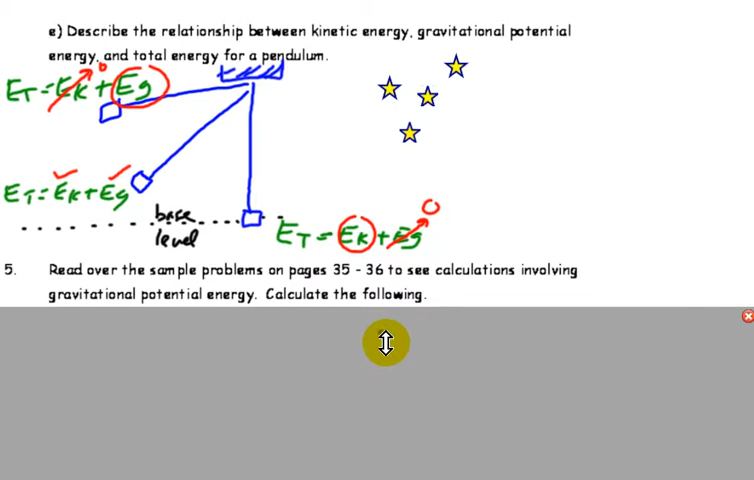 e) Describe the relationship between kinetic energy, gravitational potential
energy, and total energy for a pendulum.
ET = EK + Eg
0
ET = EK + Eg
base
level
ET = EK + Eg
0
5. Read over the sample problems on pages 35 - 36 to see calculations involving
gravitational potential energy. Calculate the following.